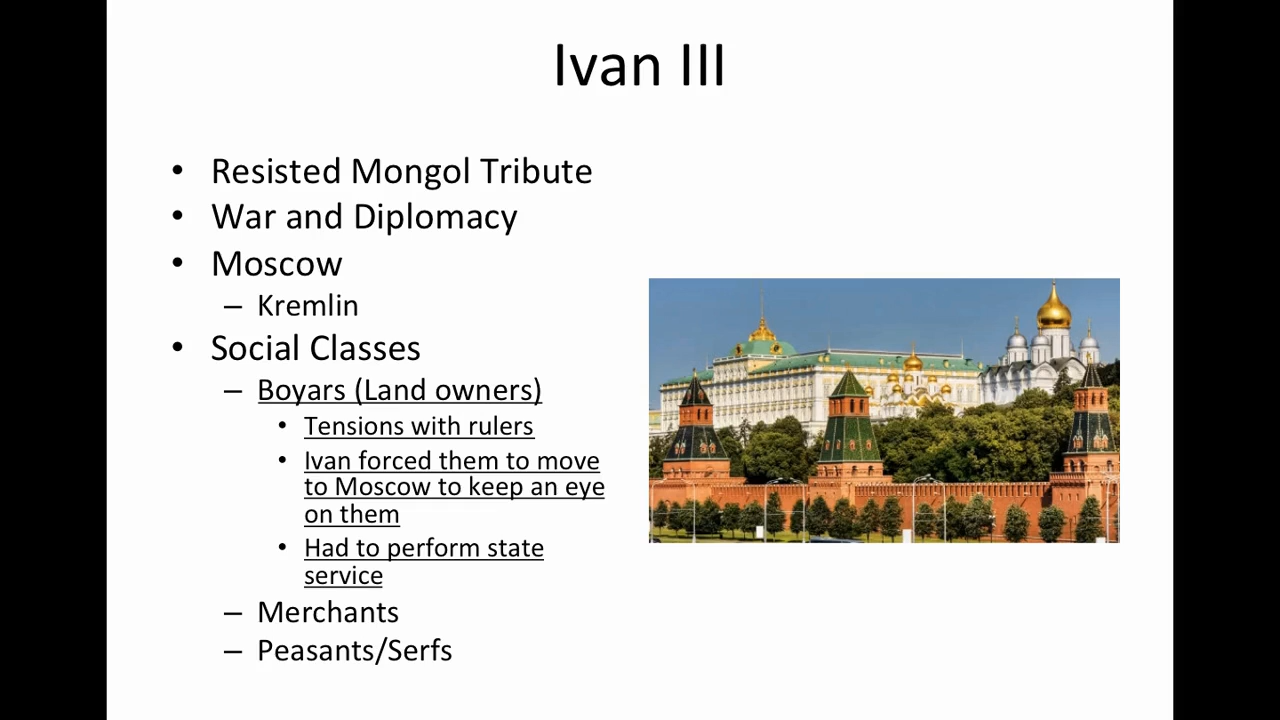 Ivan III
• Resisted Mongol Tribute
• War and Diplomacy
• Moscow
– Kremlin
• Social Classes
– Boyars (Land owners)
• Tensions with rulers
• Ivan forced them to move
to Moscow to keep an eye
on them
• Had to perform state
service
– Merchants
– Peasants/Serfs